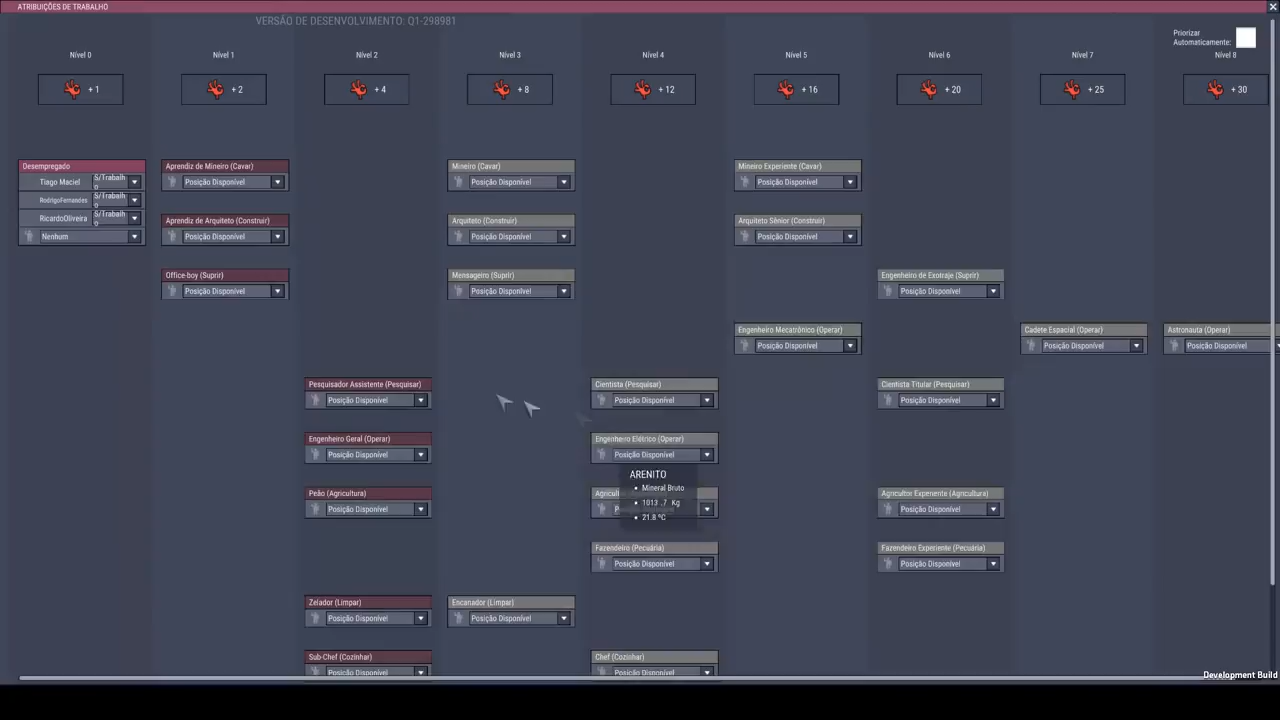 ATRIBUIÇÕES DE TRABALHO
VERSÃO DE DESENVOLVIMENTO: Q1-298981
Priorizar
Automaticamente:
Nível 0
Nível 1
Nível 2
Nível 3
Nível 4
Nível 5
Nível 6
Nível 7
Nível 8
+ 1
+ 2
+ 4
+ 8
+ 12
+ 16
+ 20
+ 25
+ 30
Desempregado
Tiago Maciel S/Trabalh
o
RodrigoFernandes S/Trabalh
o
RicardoOliveira S/Trabalh
o
Nenhum
Aprendiz de Mineiro (Cavar)
Posição Disponível
Mineiro (Cavar)
Posição Disponível
Mineiro Experiente (Cavar)
Posição Disponível
Aprendiz de Arquiteto (Construir)
Posição Disponível
Arquiteto (Construir)
Posição Disponível
Arquiteto Sênior (Construir)
Posição Disponível
Office-boy (Suprir)
Posição Disponível
Mensageiro (Suprir)
Posição Disponível
Engenheiro de Exotraje (Suprir)
Posição Disponível
Engenheiro Mecatrônico (Operar)
Posição Disponível
Cadete Espacial (Operar)
Posição Disponível
Astronauta (Operar)
Posição Disponível
Pesquisador Assistente (Pesquisar)
Posição Disponível
Cientista (Pesquisar)
Posição Disponível
Cientista Titular (Pesquisar)
Posição Disponível
Engenheiro Geral (Operar)
Posição Disponível
Engenheiro Elétrico (Operar)
Posição Disponível
ARENITO
Mineral Bruto
1013 .7 Kg
21.8 ºC
Peão (Agricultura)
Posição Disponível
Agricultor Experiente (Agricultura)
Posição Disponível
Fazendeiro (Pecuária)
Posição Disponível
Fazendeiro Experiente (Pecuária)
Posição Disponível
Zelador (Limpar)
Posição Disponível
Encanador (Limpar)
Posição Disponível
Sub-Chef (Cozinhar)
Posição Disponível
Chef (Cozinhar)
Posição Disponível
Development Build